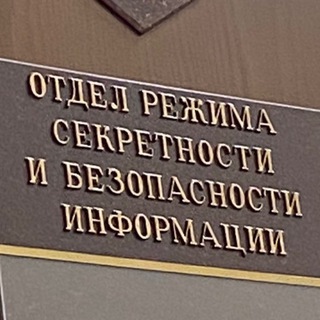 ОТДЕЛ РЕЖИМА
СЕКРЕТНОСТИ
И БЕЗОПАСНОСТИ
ИНФОРМАЦИИ